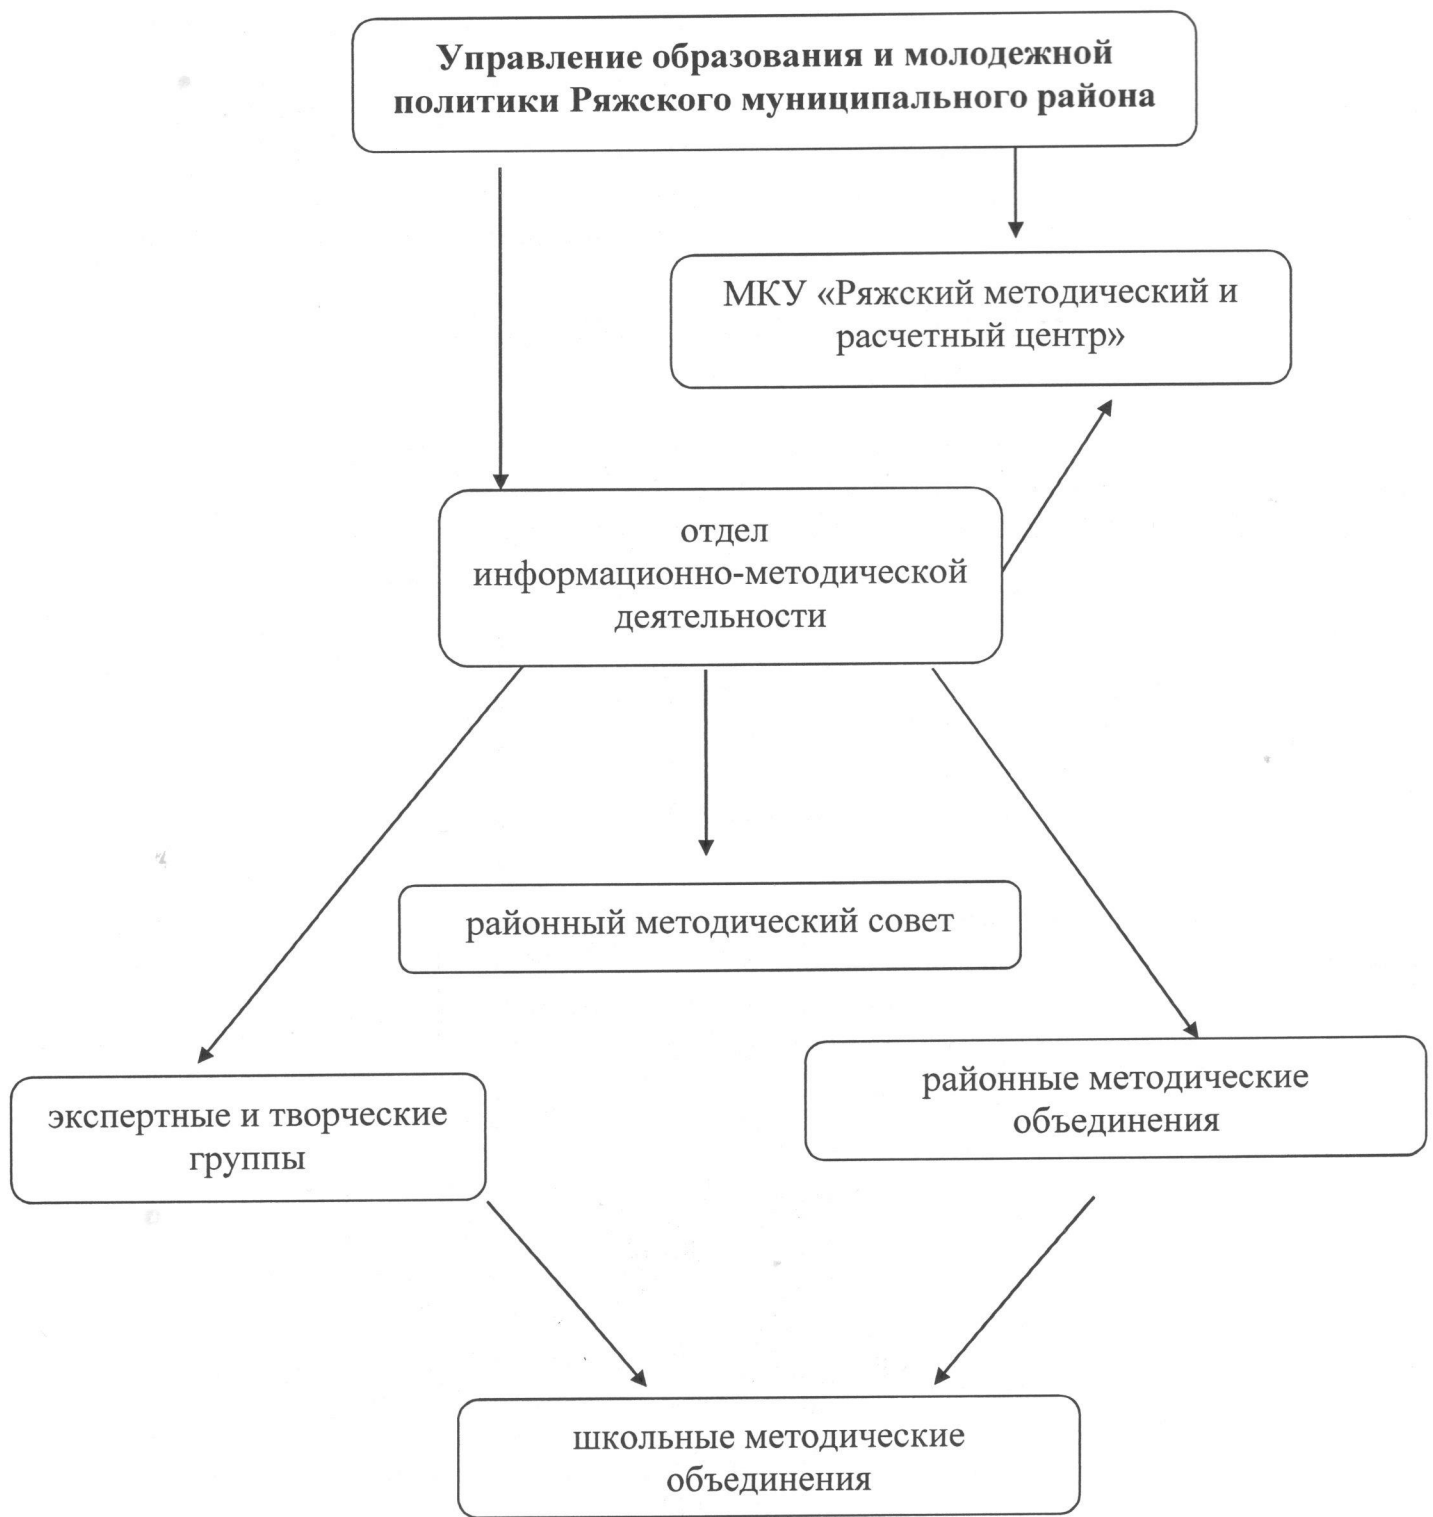 Управление образования и молодежной
политики Ряжского муниципального района
МКУ «Ряжский методический и
расчетный центр»
отдел
информационно-методической
деятельности
районный методический совет
экспертные и творческие
группы
районные методические
объединения
школьные методические
объединения